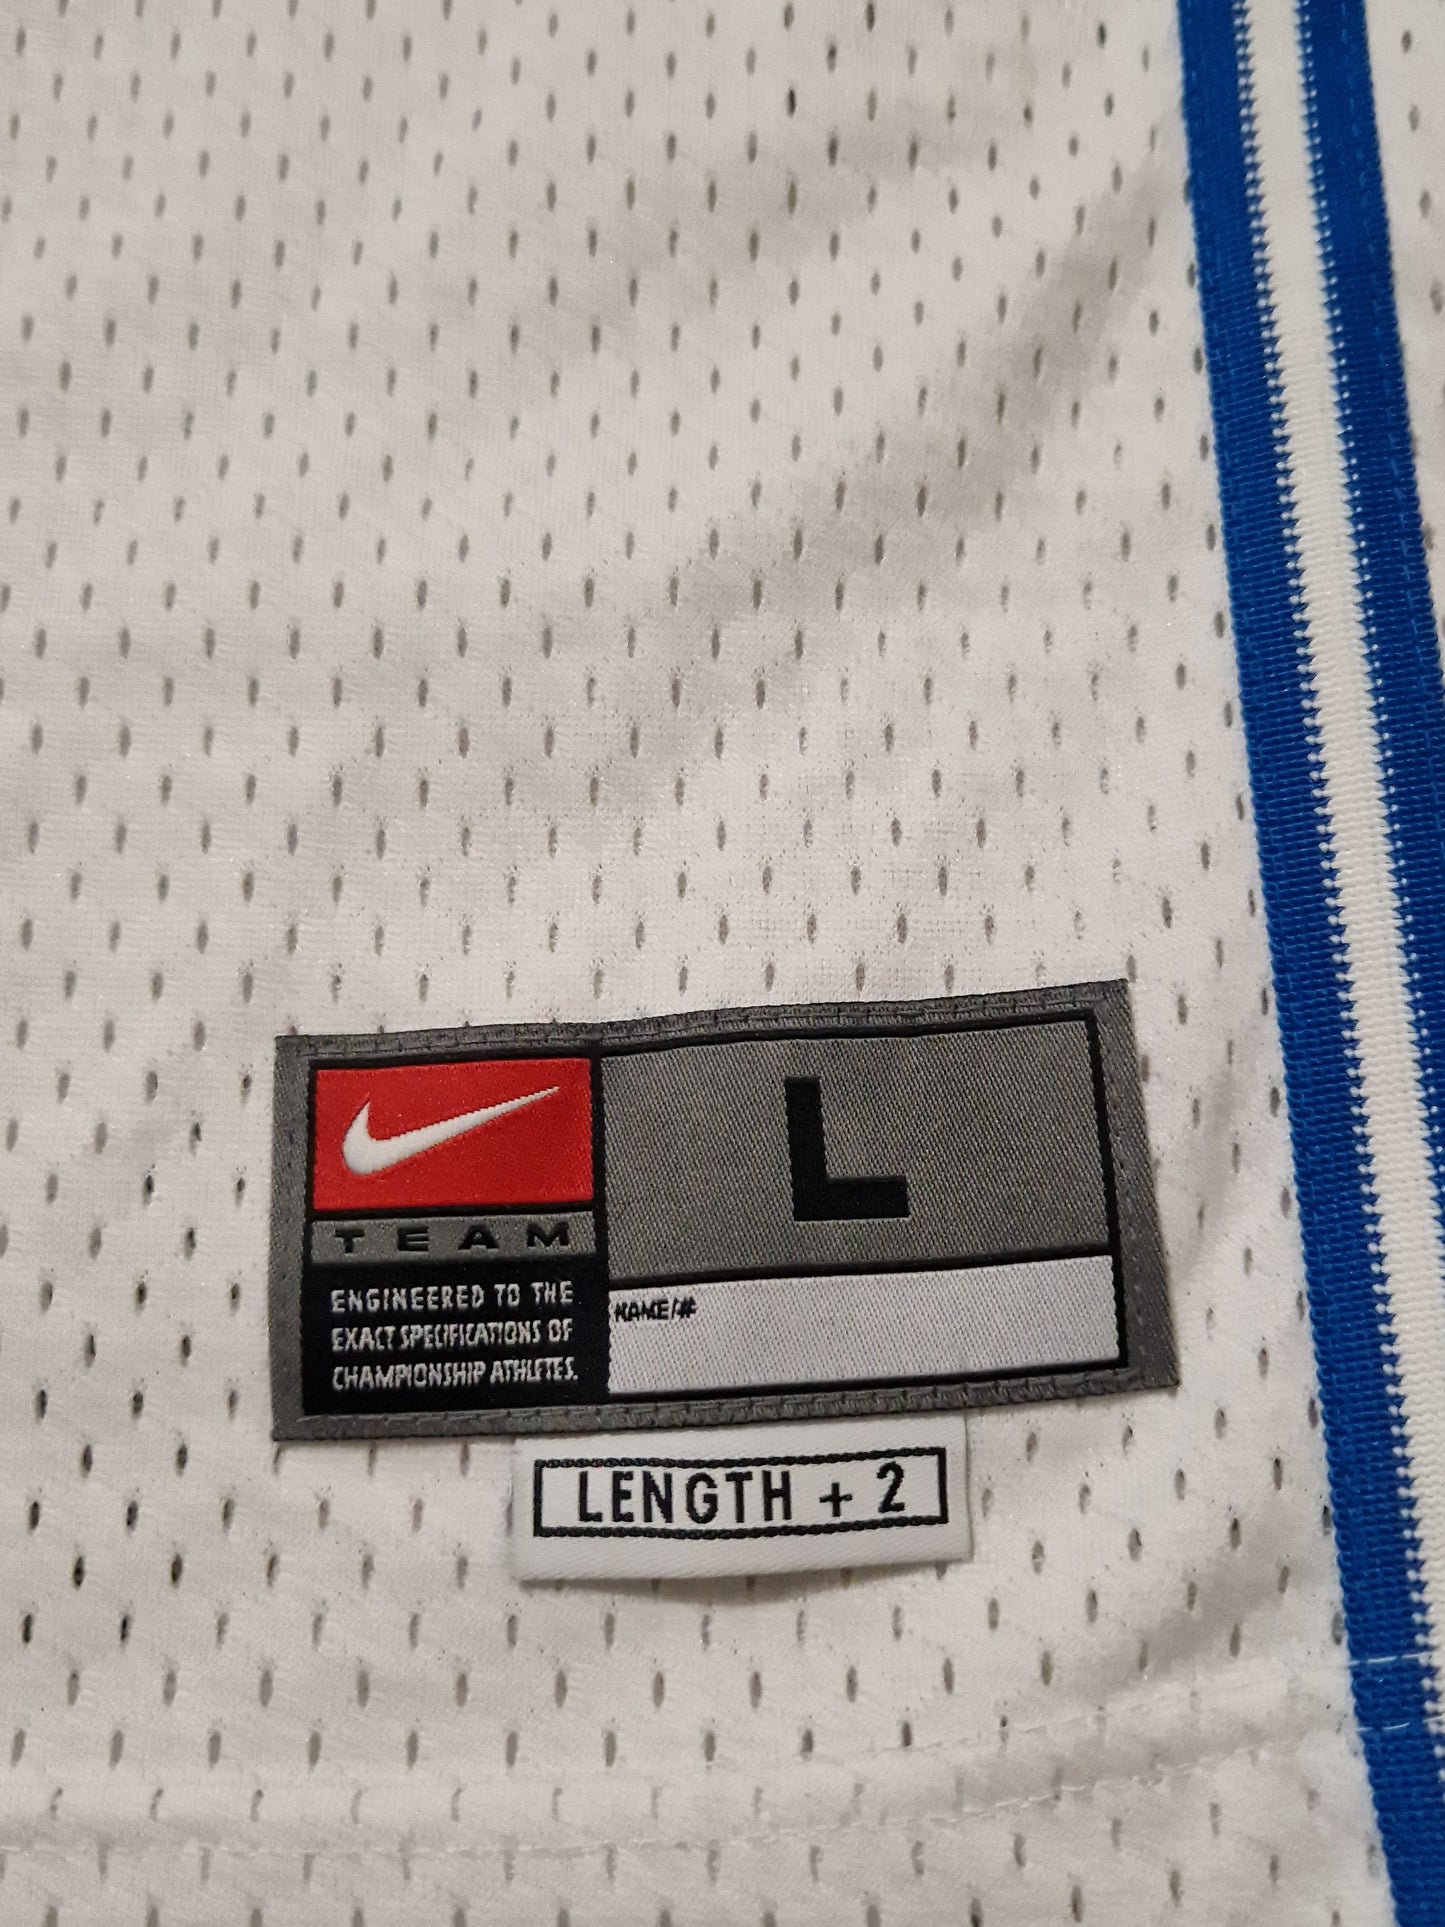 L
TEAM
ENGINEERED TO THE
EXACT SPECIFICATIONS OF
CHAMPIONSHIP ATHLETES.
NAME/#
LENGTH + 2